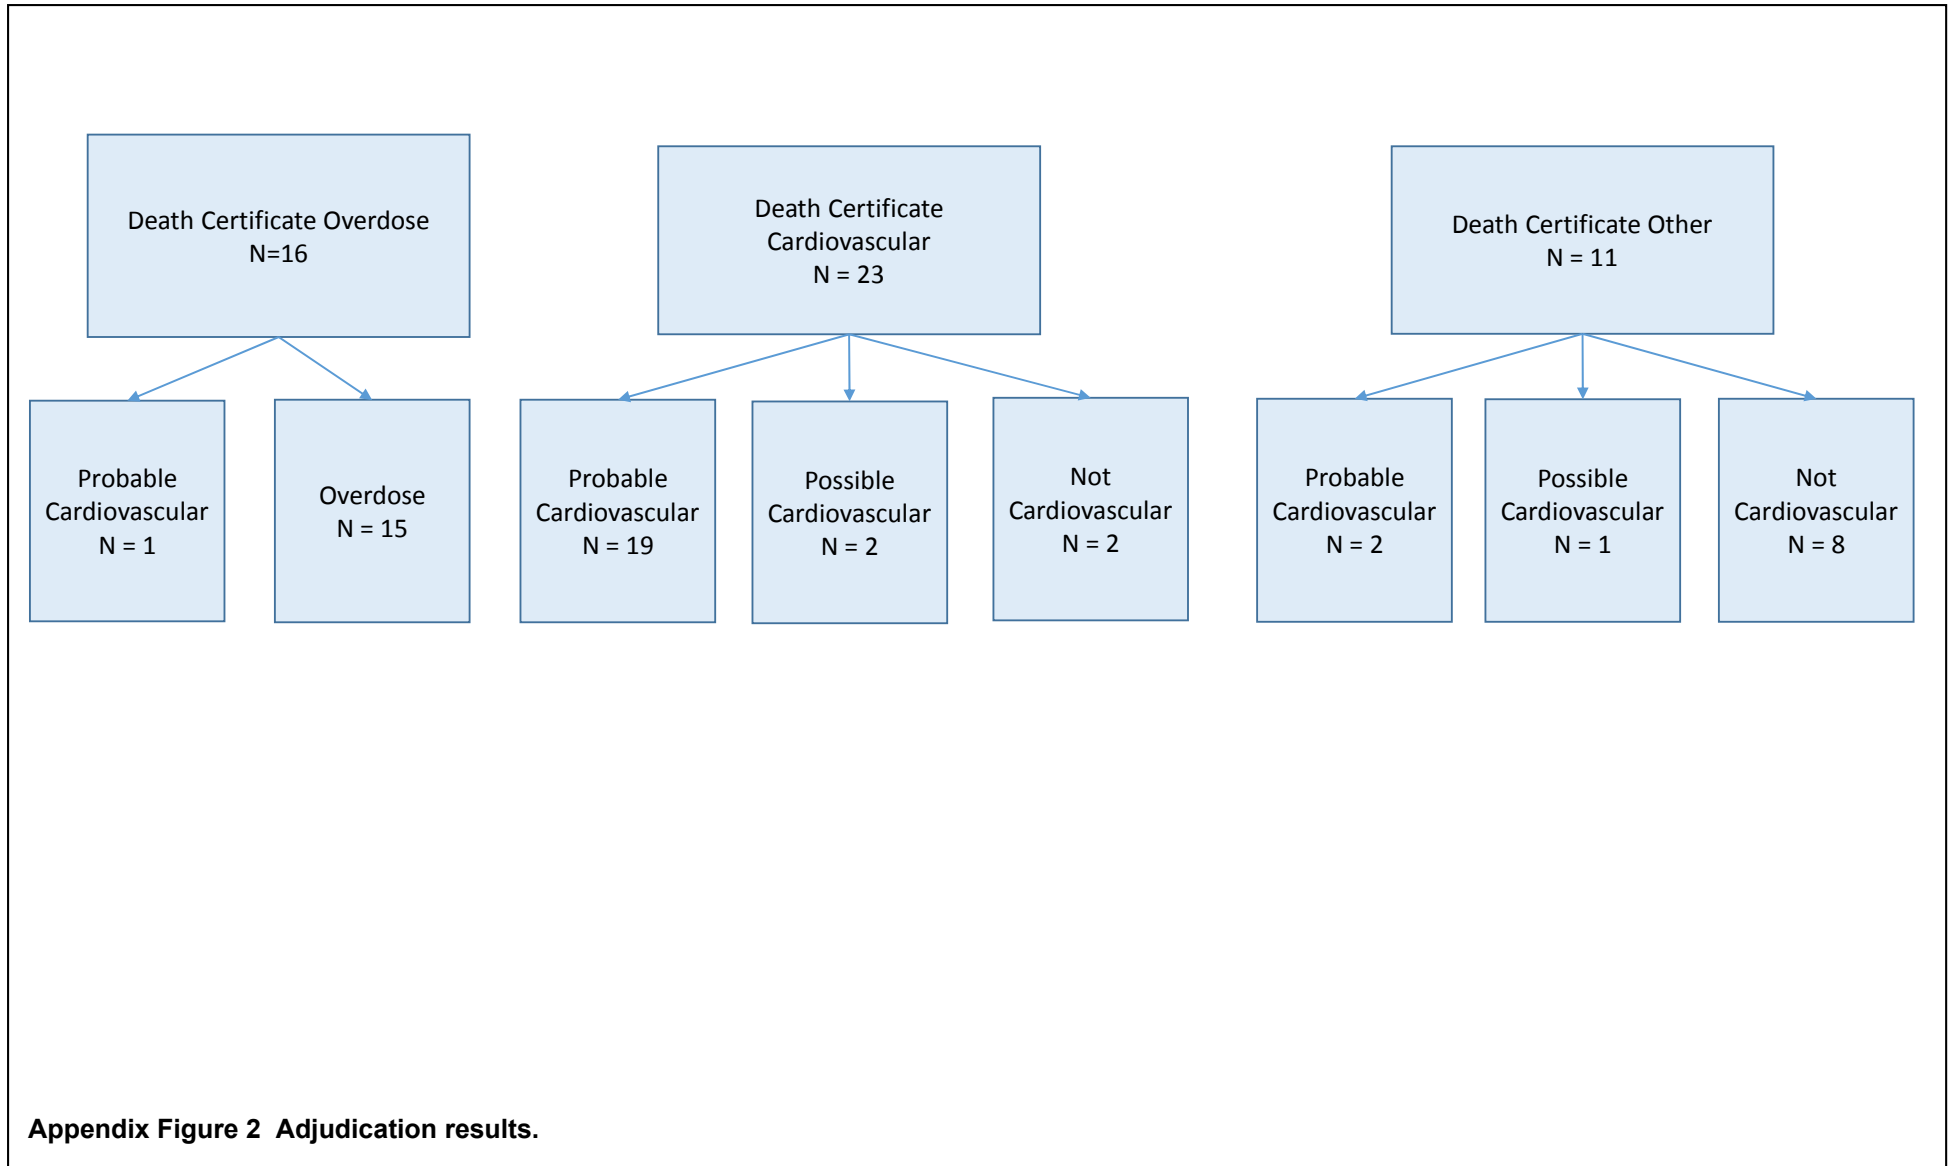 Death Certificate Overdose
N=16
Death Certificate
Cardiovascular
N = 23
Death Certificate Other
N = 11
Probable
Cardiovascular
N = 1
Overdose
N = 15
Probable
Cardiovascular
N = 19
Possible
Cardiovascular
N = 2
Not
Cardiovascular
N = 2
Probable
Cardiovascular
N = 2
Possible
Cardiovascular
N = 1
Not
Cardiovascular
N = 8
Appendix Figure 2  Adjudication results.